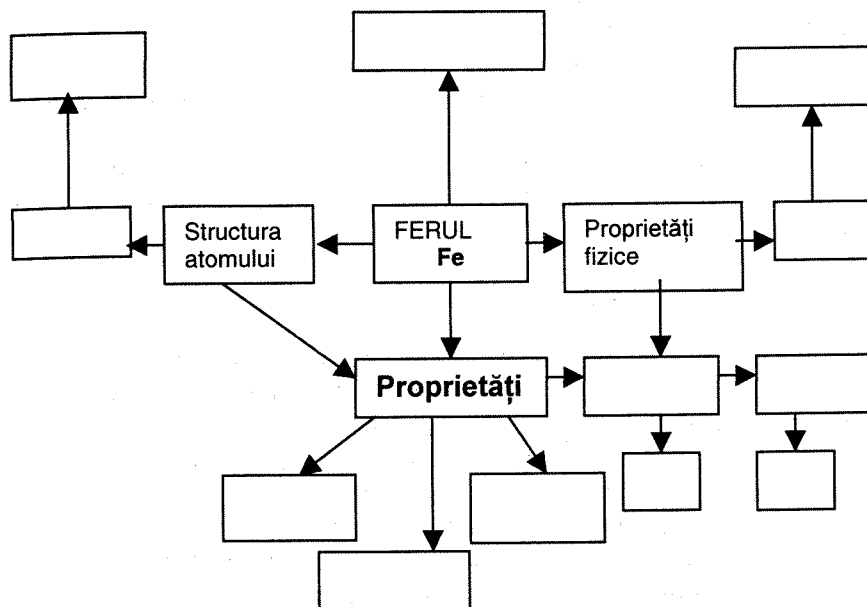 Structura
atomului
FERUL
Fe
Proprietăți
fizice
Proprietăți